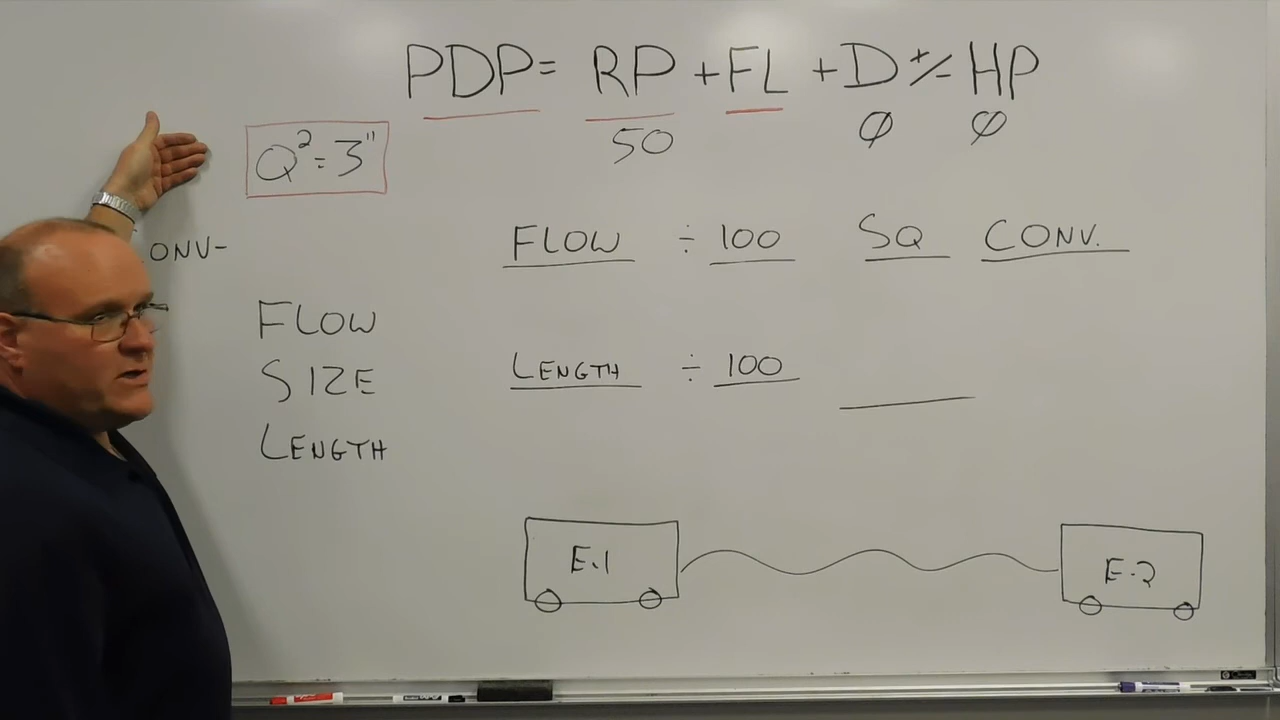 PDP = RP + FL + D +/- HP
50 Ø Ø
Q² = 3"
FLOW ÷ 100 SQ CONV.
ONV-
FLOW
LENGTH ÷ 100
SIZE
LENGTH
E.1
E-2